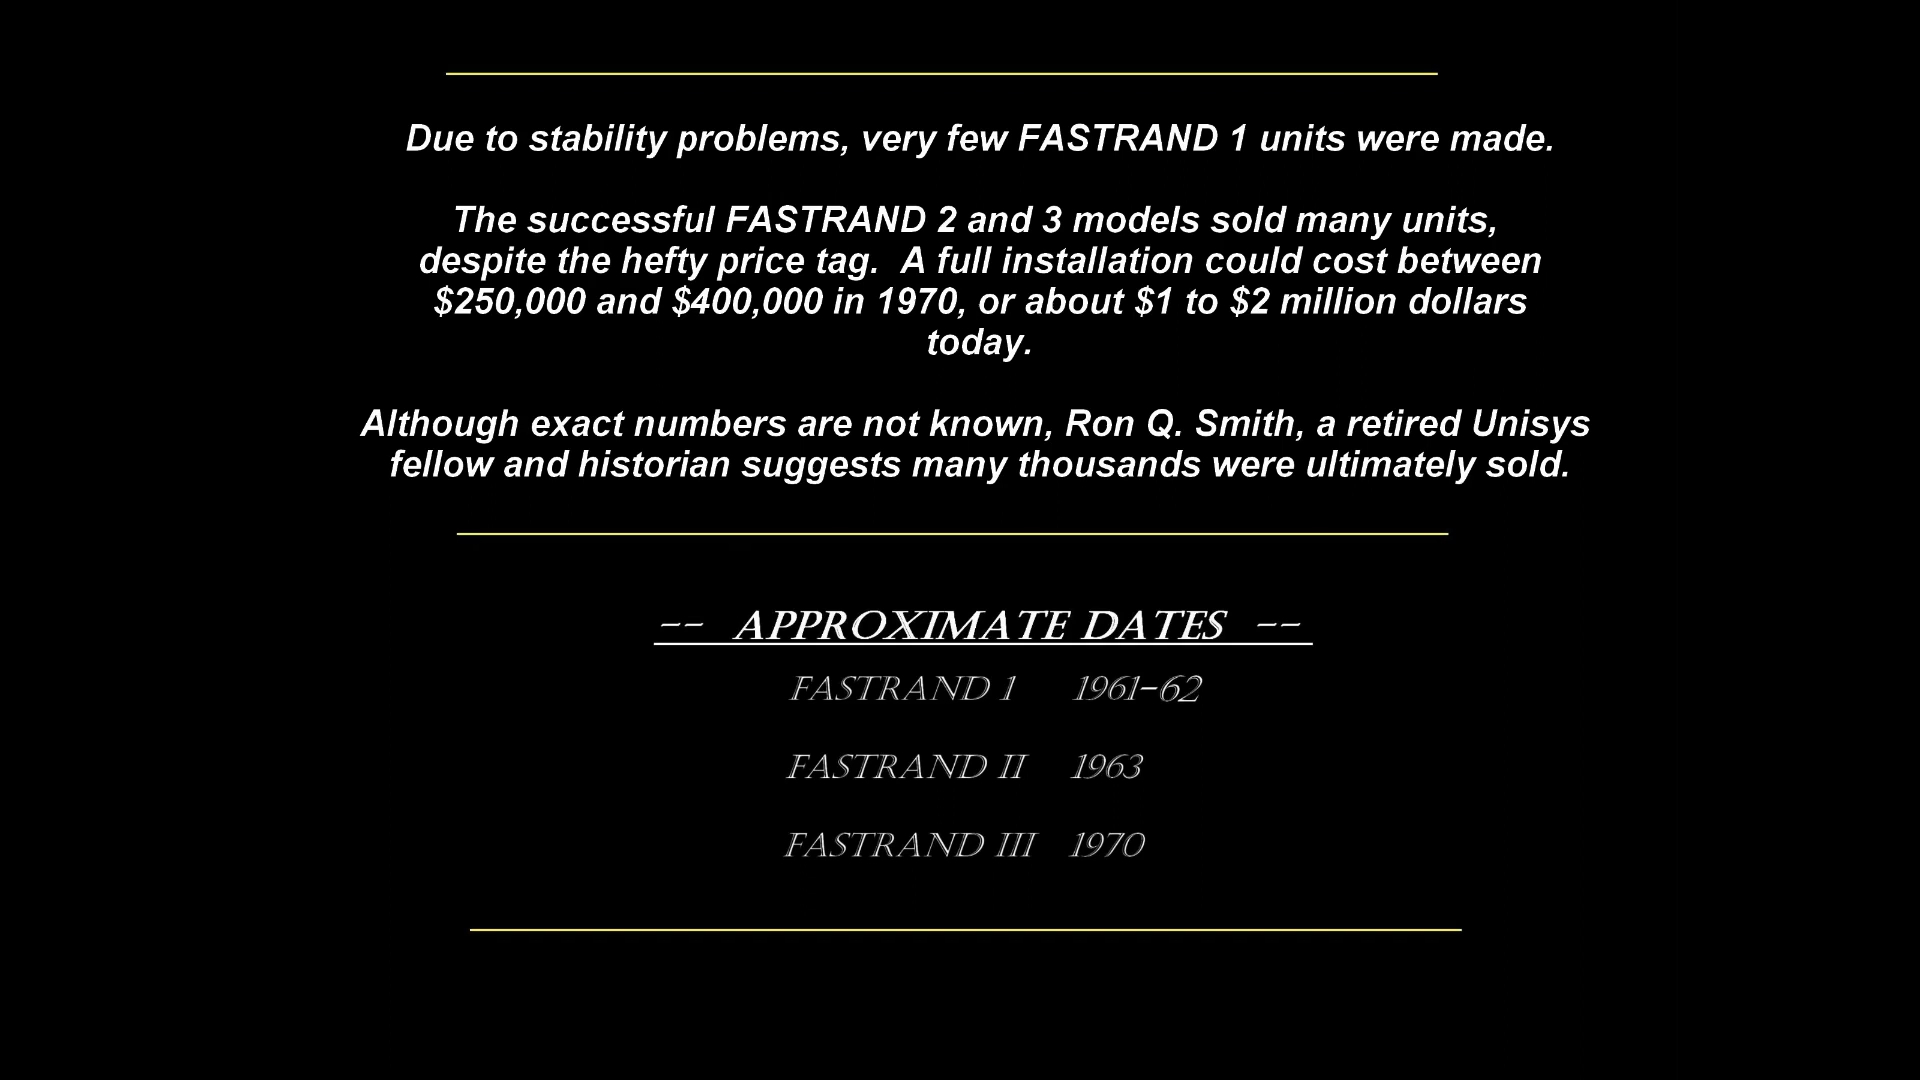 Due to stability problems, very few FASTRAND 1 units were made.
The successful FASTRAND 2 and 3 models sold many units,
despite the hefty price tag.  A full installation could cost between
$250,000 and $400,000 in 1970, or about $1 to $2 million dollars
today.
Although exact numbers are not known, Ron Q. Smith, a retired Unisys
fellow and historian suggests many thousands were ultimately sold.
-- APPROXIMATE DATES --
FASTRAND 1 1961-62
FASTRAND II 1963
FASTRAND III 1970